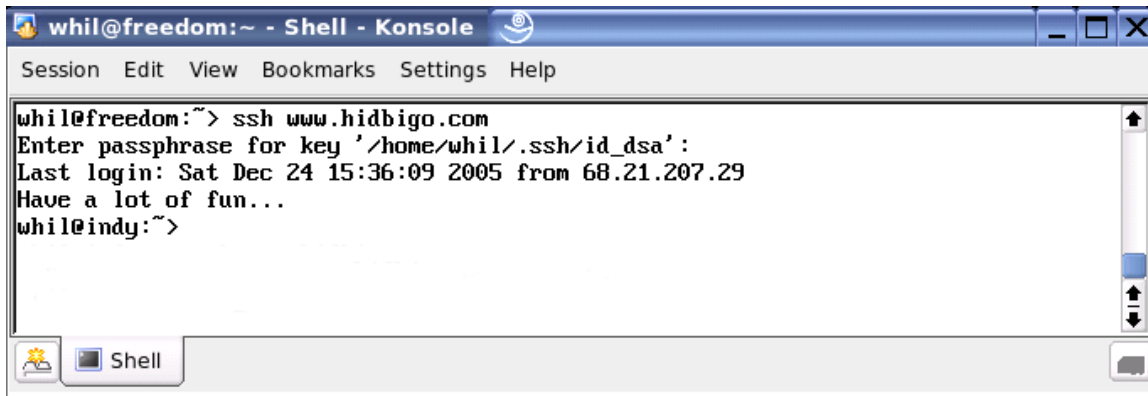 whil@freedom:~ - Shell - Konsole
Session Edit View Bookmarks Settings Help
whil@freedom:~> ssh www.hidbigo.com
Enter passphrase for key '/home/whil/.ssh/id_dsa':
Last login: Sat Dec 24 15:36:09 2005 from 68.21.207.29
Have a lot of fun...
whil@indy:~>
Shell